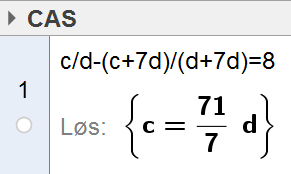 CAS
1
c/d-(c+7d)/(d+7d)=8
Løs: {c = 71/7 d}